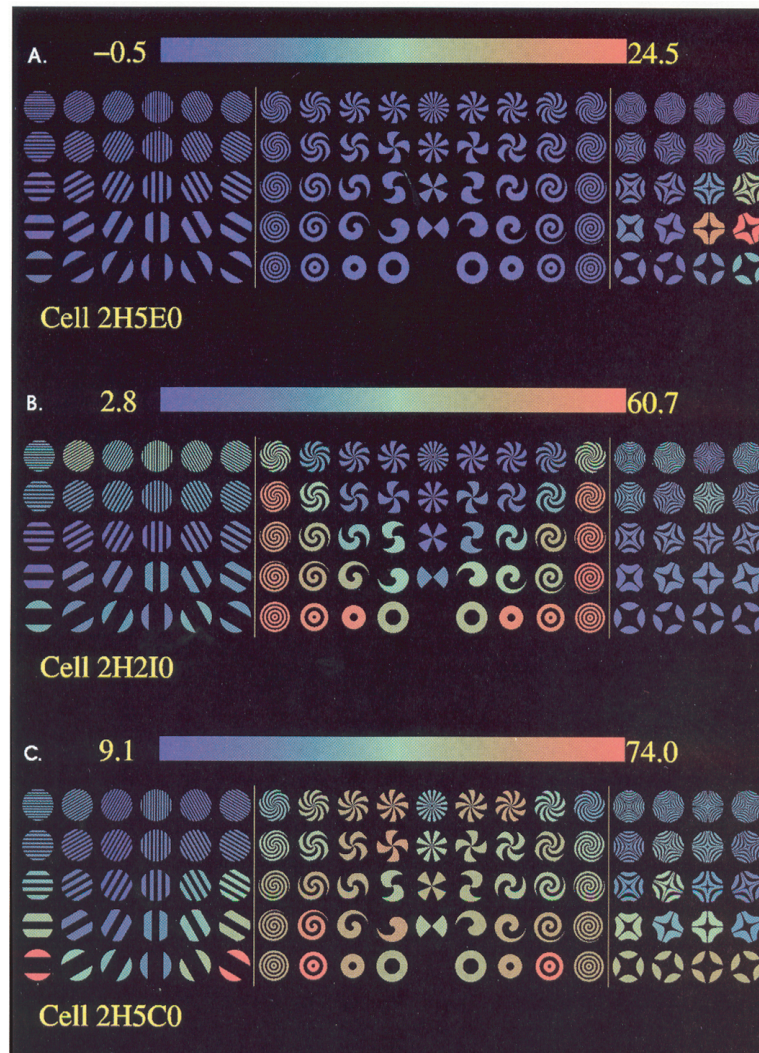 A. −0.5 24.5
Cell 2H5E0
B. 2.8 60.7
Cell 2H2I0
C. 9.1 74.0
Cell 2H5C0